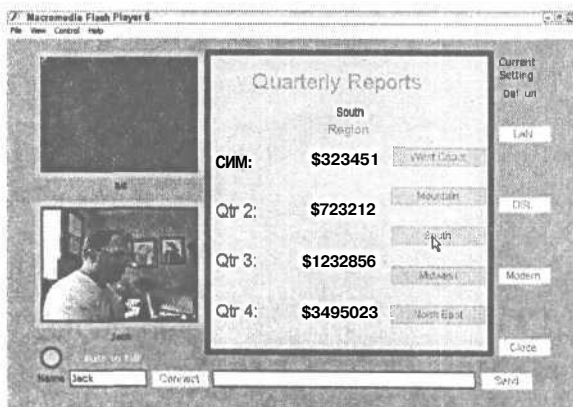 Macromedia Flash Player 6
File View Control Help
Quarterly Reports
South
Region
СИМ: $323451
Qtr 2: $723212
Qtr 3: $1232856
Qtr 4: $3495023
West Coast
Mountain
South
Midwest
North East
Current
Setting
LAN
DSL
Modem
Close
Bill
Jack
Name Jack Connect Send